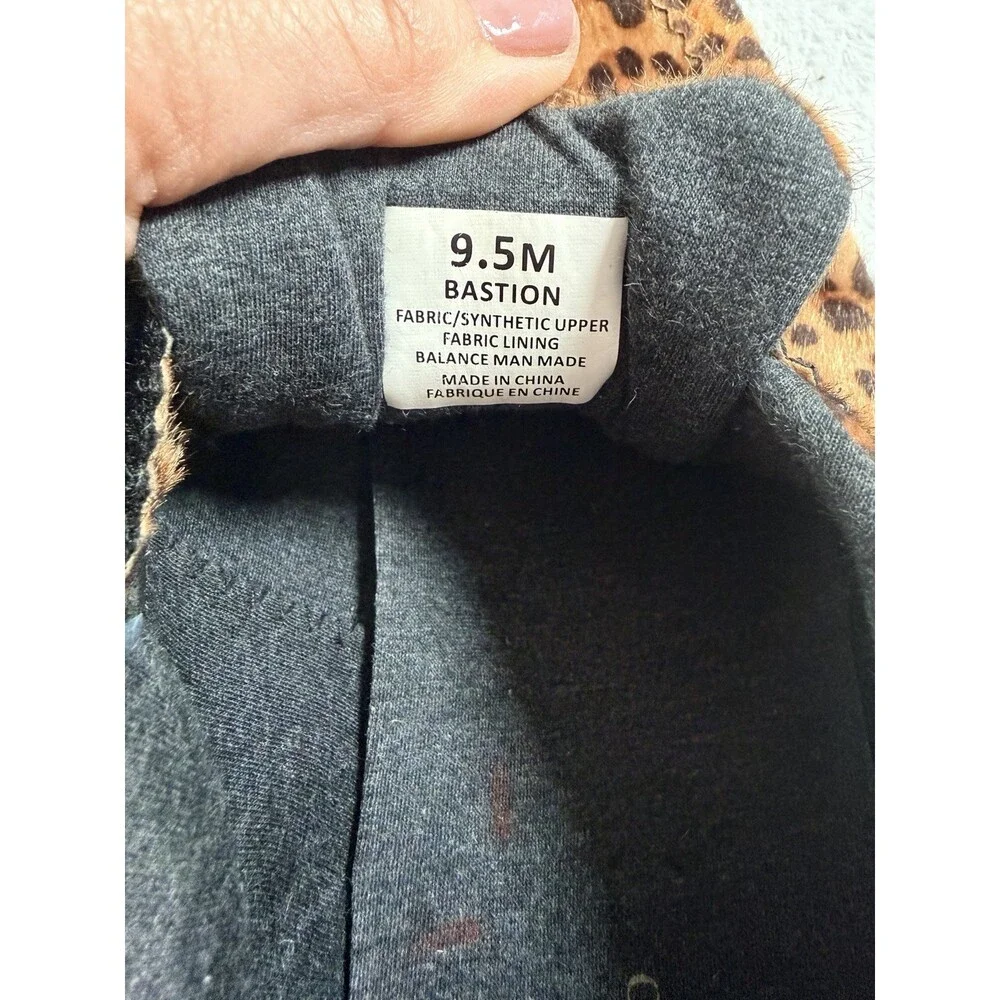 9.5M
BASTION
FABRIC/SYNTHETIC UPPER
FABRIC LINING
BALANCE MAN MADE
MADE IN CHINA
FABRIQUE EN CHINE